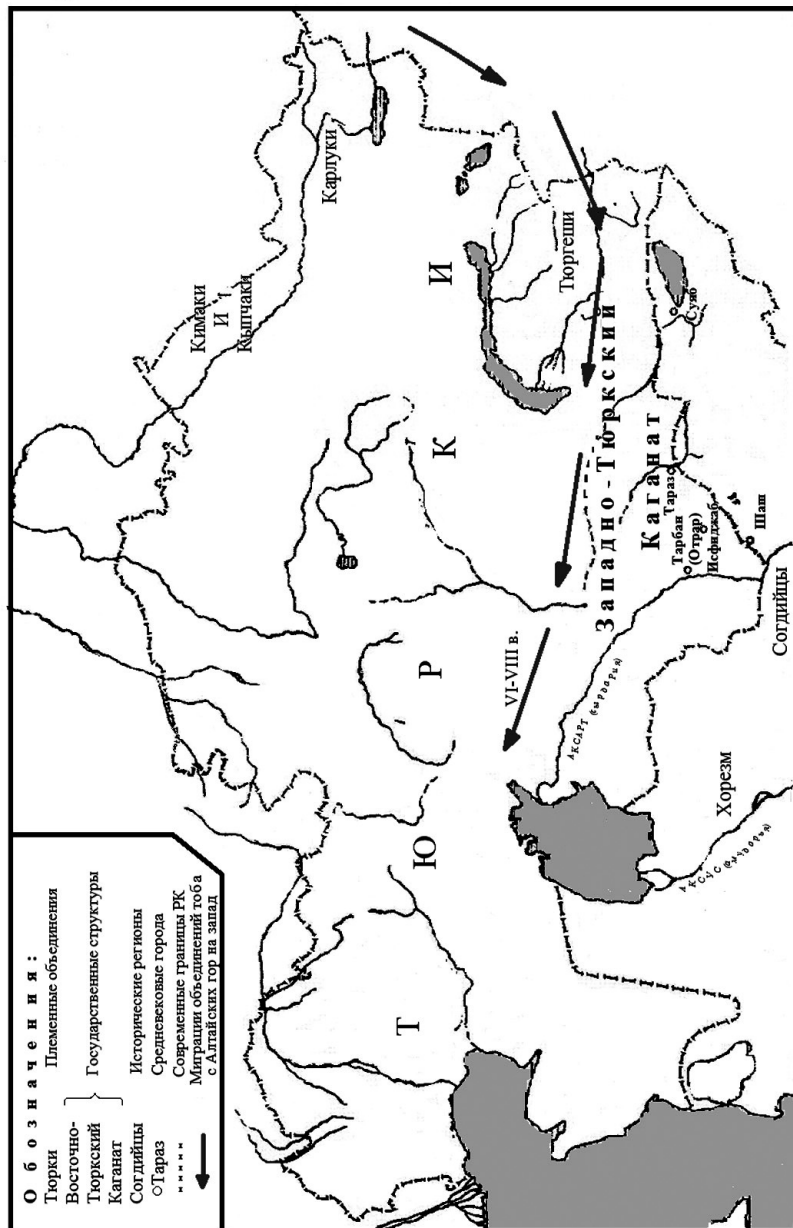 Обозначения:
Тюрки Племенные объединения
Восточно-
Тюркский Государственные структуры
Каганат
Согдийцы Исторические регионы
Тараз Средневековые города
Современные границы РК
Миграции объединений тоба
с Алтайских гор на запад
Кимаки
И
Кыпчаки
Карлуки
Т Ю Р К И
Тюргеши
VI-VIII в.
Западно-Тюркский
Каганат
Суяб
Тараз
Тарбан
(Отрар)
Исфиджаб
Шаш
АКСАРТ (Сырдария)
Согдийцы
Хорезм